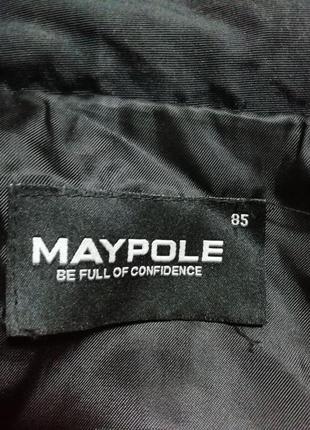 85
MAYPOLE
BE FULL OF CONFIDENCE